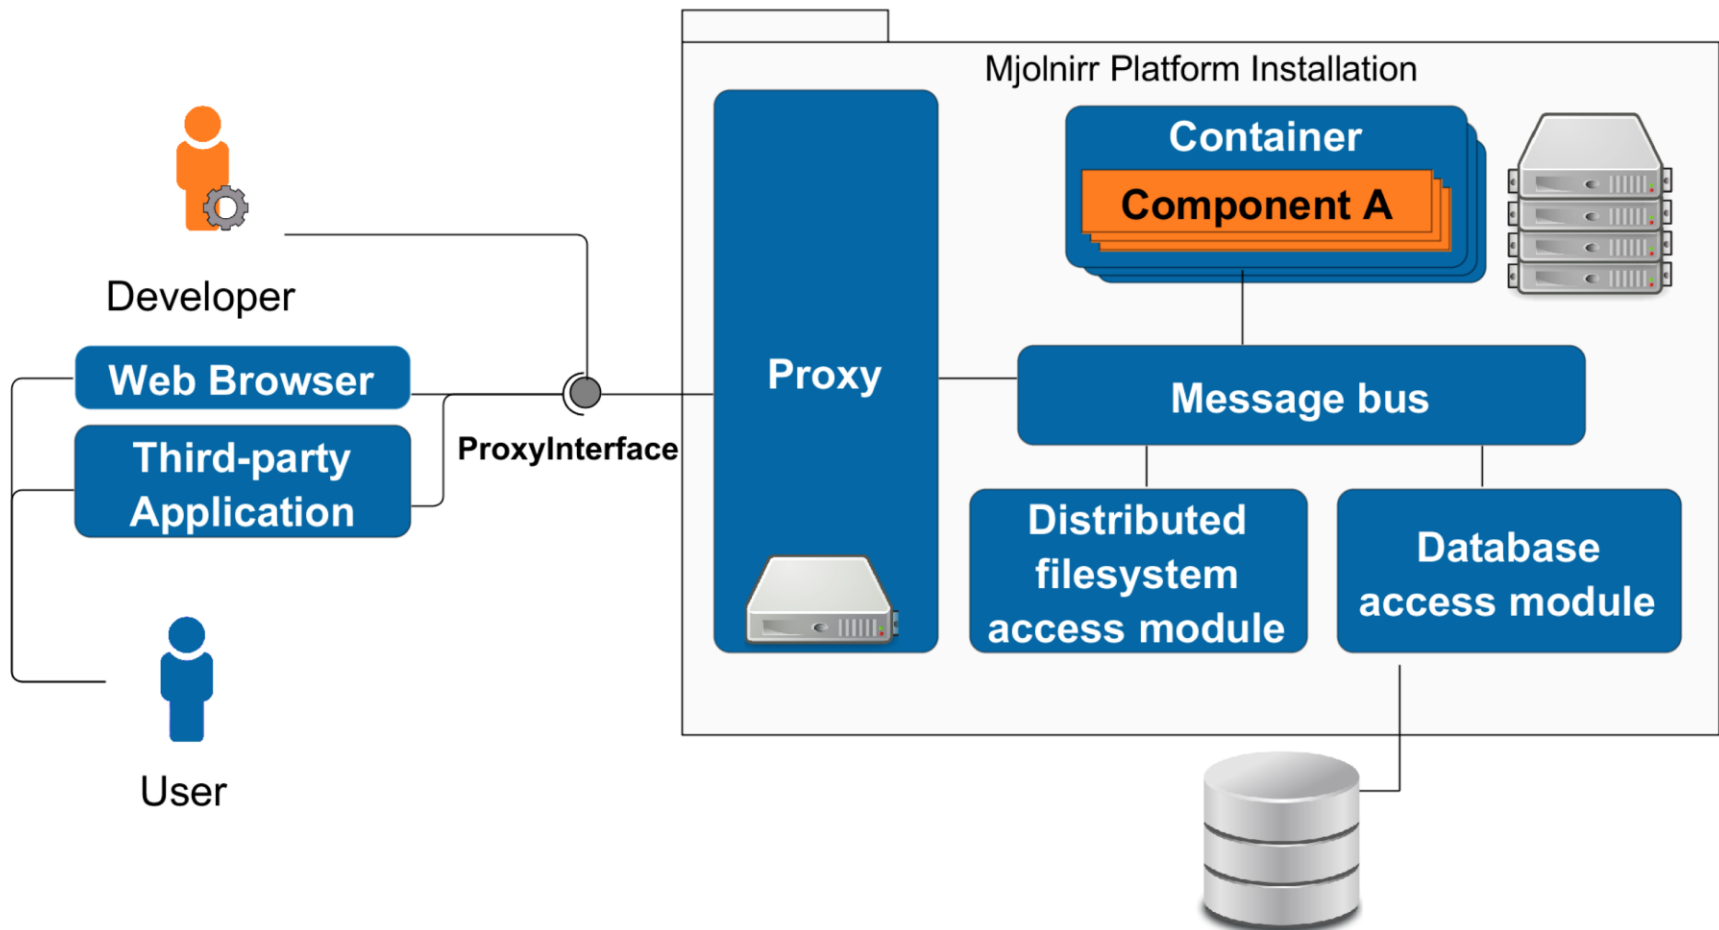 Mjolnirr Platform Installation
Container
Component A
Developer
Web Browser
Third-party
Application
ProxyInterface
Proxy
Message bus
Distributed
filesystem
access module
Database
access module
User